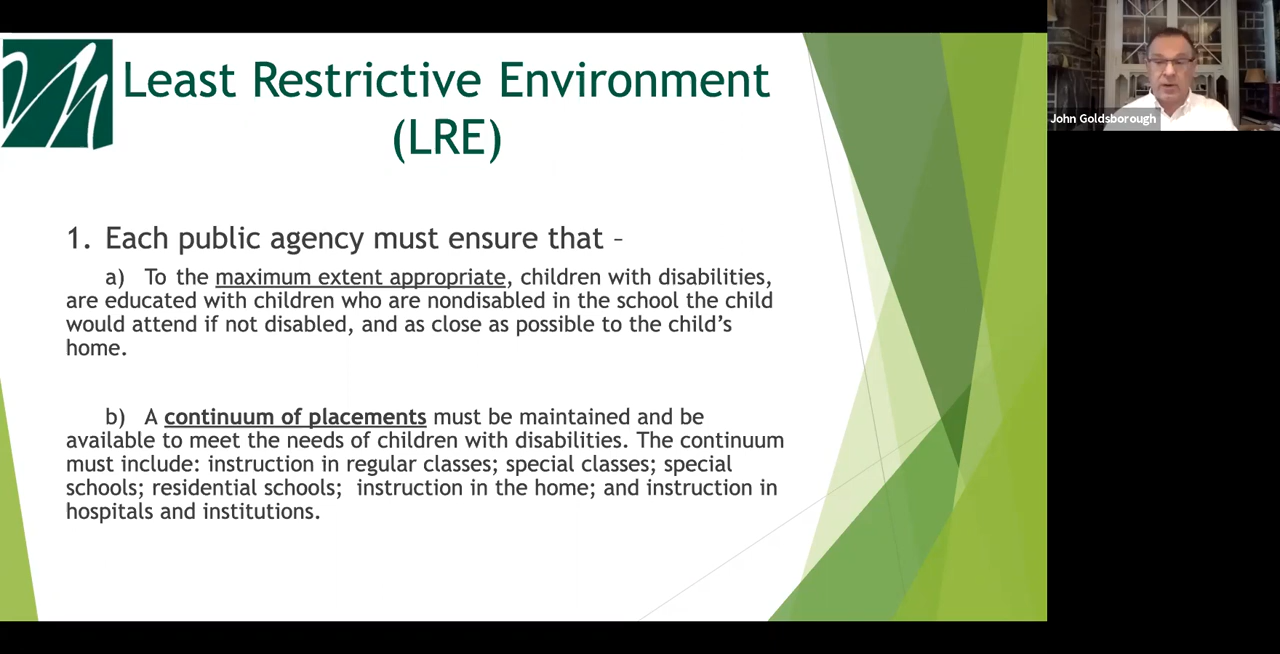 Least Restrictive Environment
(LRE)
John Goldsborough
1. Each public agency must ensure that –
a) To the maximum extent appropriate, children with disabilities,
are educated with children who are nondisabled in the school the child
would attend if not disabled, and as close as possible to the child's
home.
b) A continuum of placements must be maintained and be
available to meet the needs of children with disabilities. The continuum
must include: instruction in regular classes; special classes; special
schools; residential schools; instruction in the home; and instruction in
hospitals and institutions.